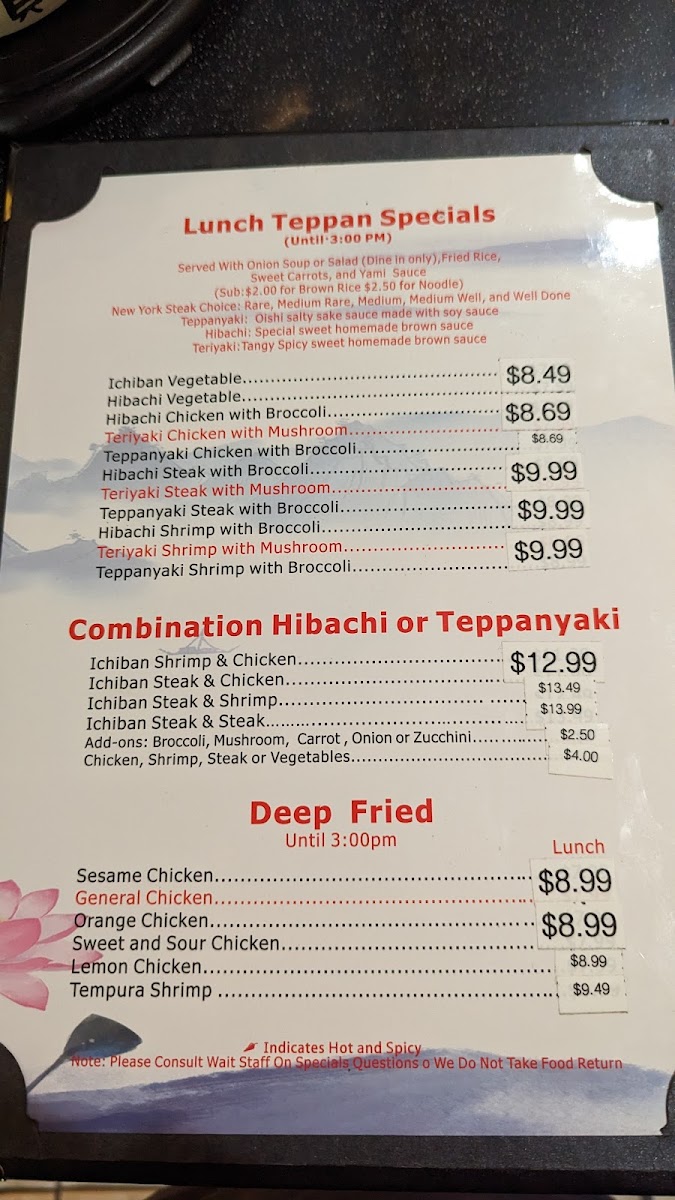 Lunch Teppan Specials
(Until 3:00 PM)
Served With Onion Soup or Salad (Dine in only),Fried Rice,
Sweet Carrots, and Yami Sauce
(Sub:$2.00 for Brown Rice $2.50 for Noodle)
New York Steak Choice: Rare, Medium Rare, Medium, Medium Well, and Well Done
Teppanyaki: Oishi salty sake sauce made with soy sauce
Hibachi: Special sweet homemade brown sauce
Teriyaki:Tangy Spicy sweet homemade brown sauce
Ichiban Vegetable
$8.49
Hibachi Vegetable
Hibachi Chicken with Broccoli
$8.69
Teriyaki Chicken with Mushroom
Teppanyaki Chicken with Broccoli
$8.69
Hibachi Steak with Broccoli
$9.99
Teriyaki Steak with Mushroom
Teppanyaki Steak with Broccoli
$9.99
Hibachi Shrimp with Broccoli
Teriyaki Shrimp with Mushroom
$9.99
Teppanyaki Shrimp with Broccoli
Combination Hibachi or Teppanyaki
Ichiban Shrimp & Chicken
$12.99
Ichiban Steak & Chicken
$13.49
Ichiban Steak & Shrimp
$13.99
Ichiban Steak & Steak
Add-ons: Broccoli, Mushroom, Carrot , Onion or Zucchini
$2.50
Chicken, Shrimp, Steak or Vegetables
$4.00
Deep Fried
Until 3:00pm
Lunch
Sesame Chicken
$8.99
General Chicken
Orange Chicken
$8.99
Sweet and Sour Chicken
Lemon Chicken
$8.99
Tempura Shrimp
$9.49
Indicates Hot and Spicy
Note: Please Consult Wait Staff On Specials Questions o We Do Not Take Food Return